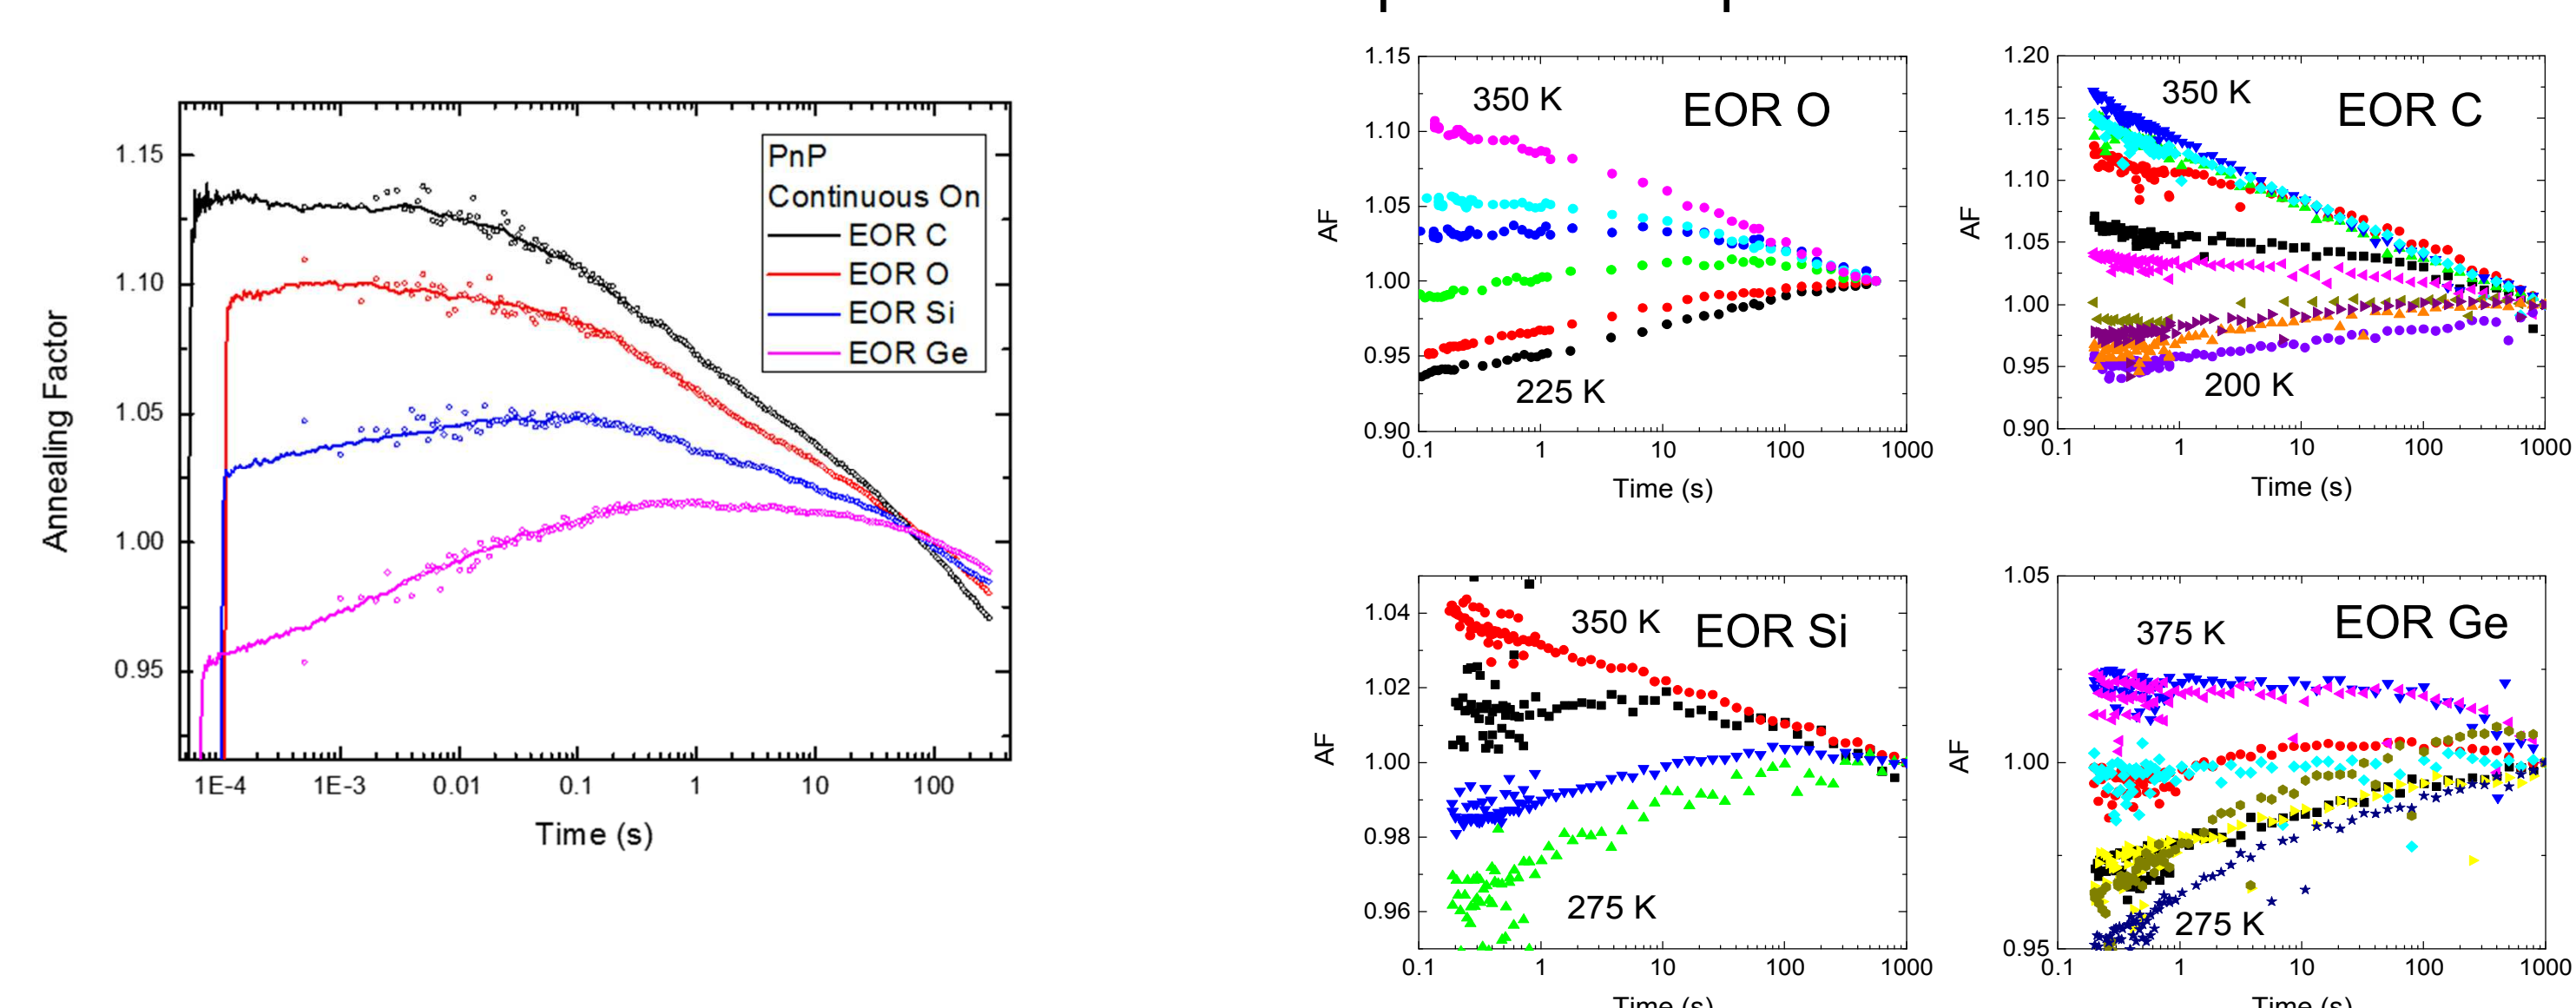 Annealing Factor
1.15
1.10
1.05
1.00
0.95
1E-4 1E-3 0.01 0.1 1 10 100
Time (s)
PnP
Continuous On
EOR C
EOR O
EOR Si
EOR Ge
AF
1.15
1.10
1.05
1.00
0.95
0.90
350 K
EOR O
225 K
0.1 1 10 100 1000
Time (s)
AF
1.20
1.15
1.10
1.05
1.00
0.95
0.90
350 K
EOR C
200 K
0.1 1 10 100 1000
Time (s)
AF
1.04
1.02
1.00
0.98
0.96
350 K
EOR Si
275 K
0.1 1 10 100 1000
Time (s)
AF
1.05
1.00
0.95
375 K
EOR Ge
275 K
0.1 1 10 100 1000
Time (s)